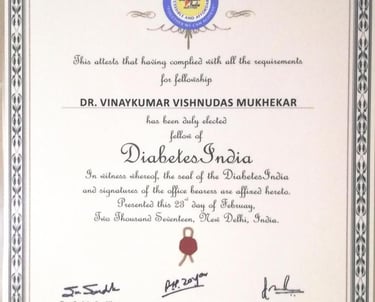 This attests that having complied with all the requirements
for fellowship
DR. VINAYKUMAR VISHNUDAS MUKHEKAR
has been duly elected
fellow of
DiabetesIndia
In witness whereof, the seal of the DiabetesIndia
and signatures of the office bearers are affixed hereto.
Presented this 23rd day of February,
Two Thousand Seventeen, New Delhi, India.